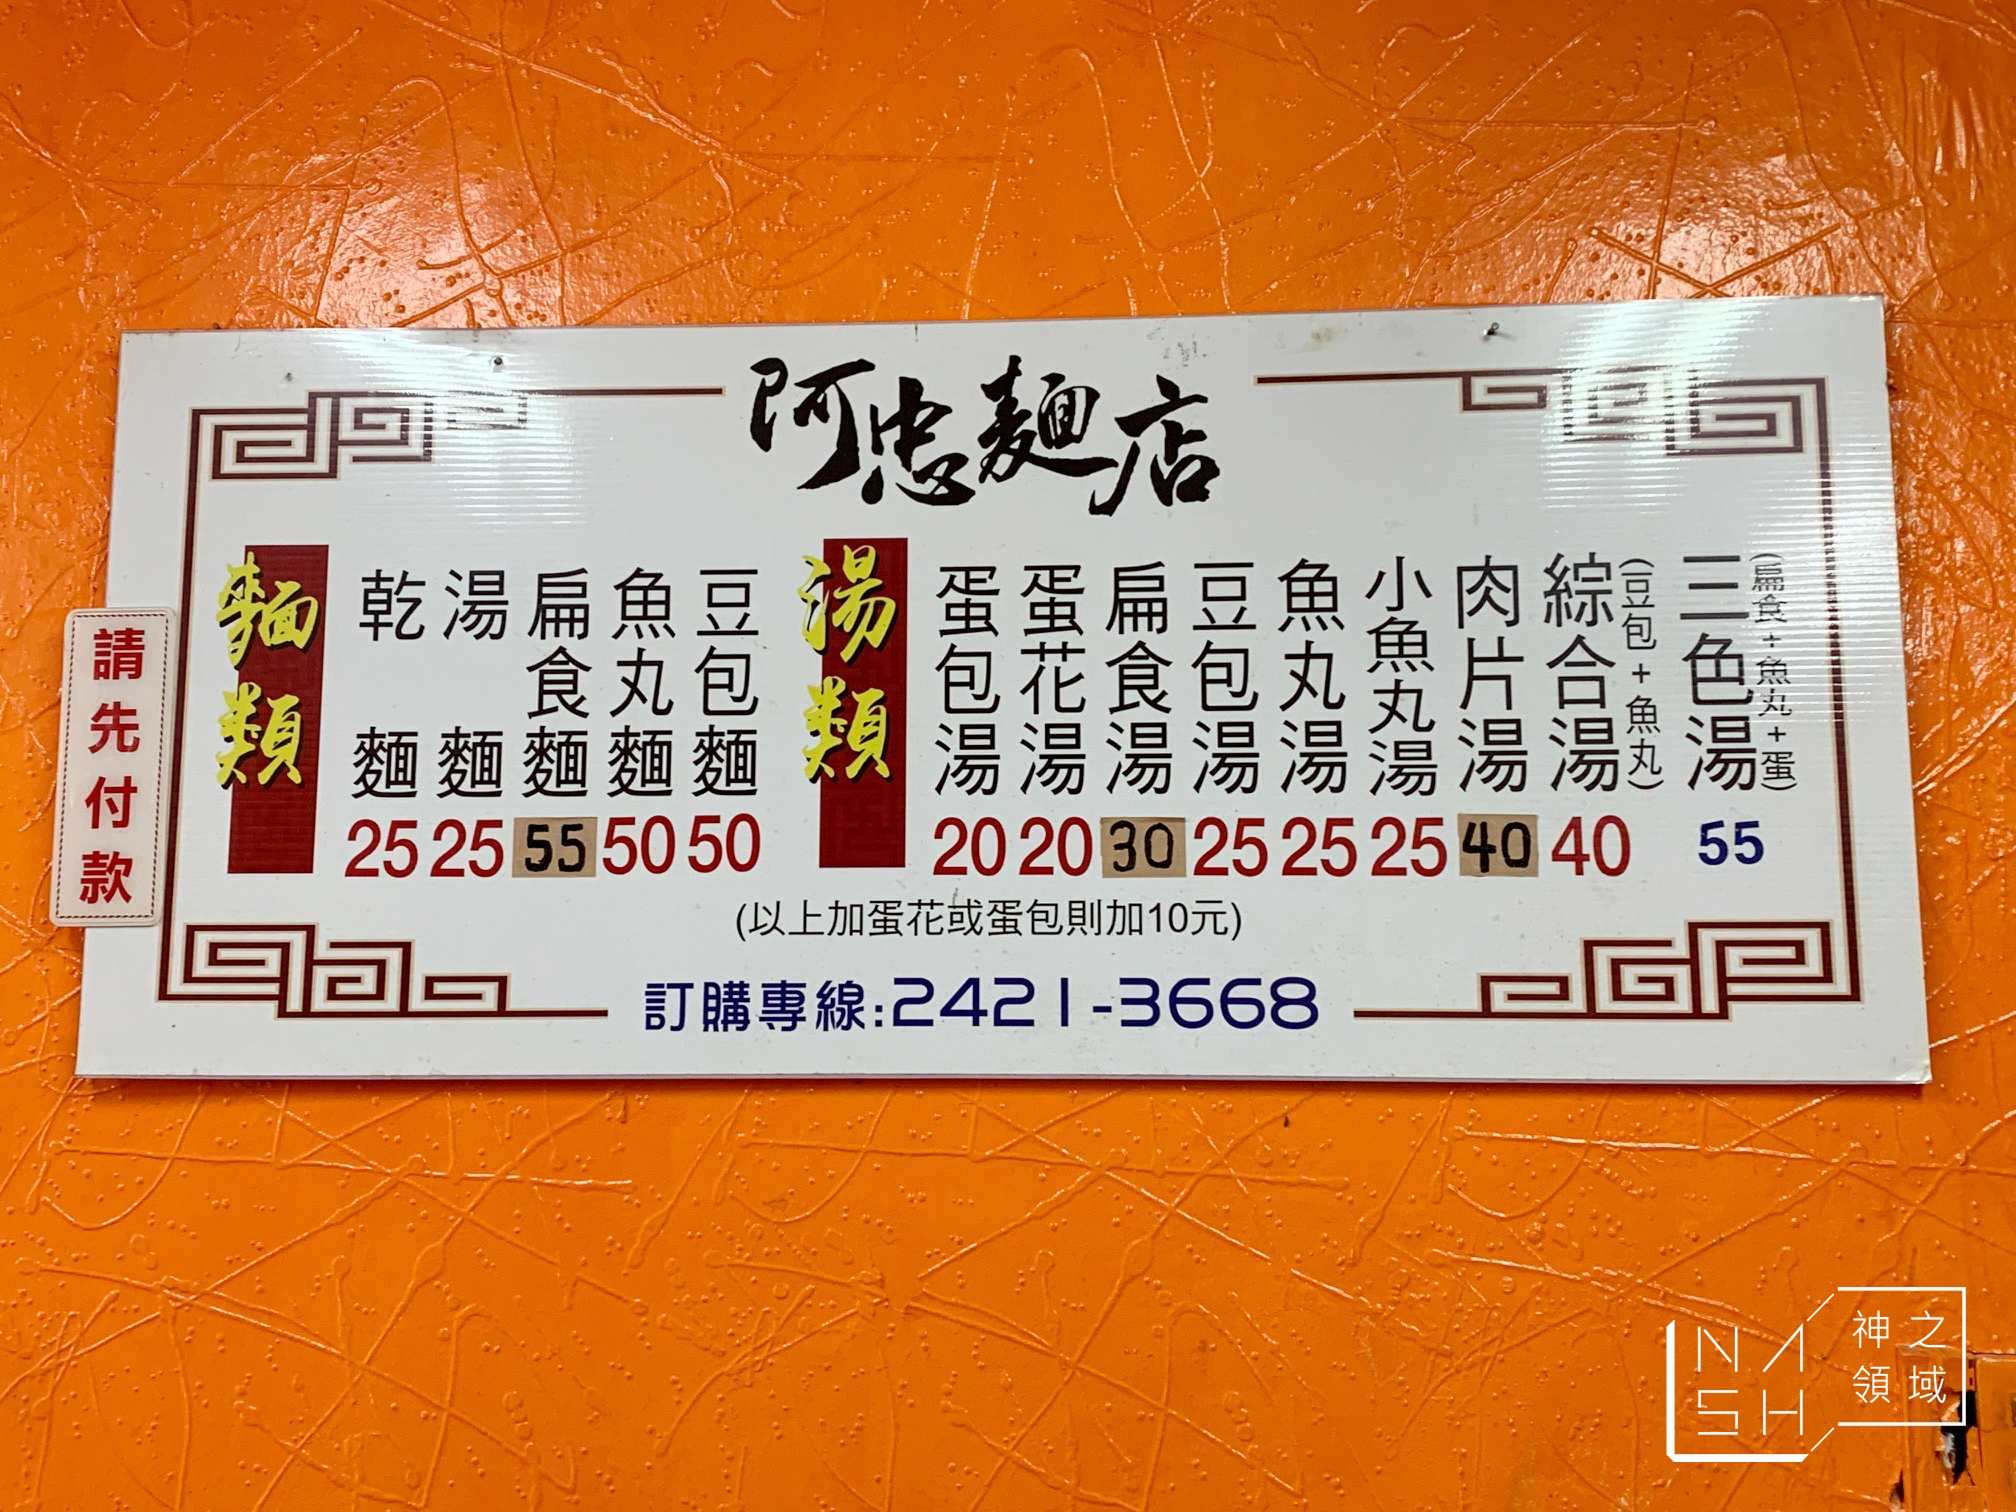 阿忠麵店
請先付款
麵類
乾麵 25
湯麵 25
扁食麵 55
魚丸麵 50
豆包麵 50
湯類
蛋包湯 20
蛋花湯 20
扁食湯 30
豆包湯 25
魚丸湯 25
小魚丸湯 25
肉片湯 40
綜合湯 (豆包+魚丸) 40
三色湯 (扁食+魚丸+蛋) 55
(以上加蛋花或蛋包則加10元)
訂購專線:2421-3668
NASH
神之領域